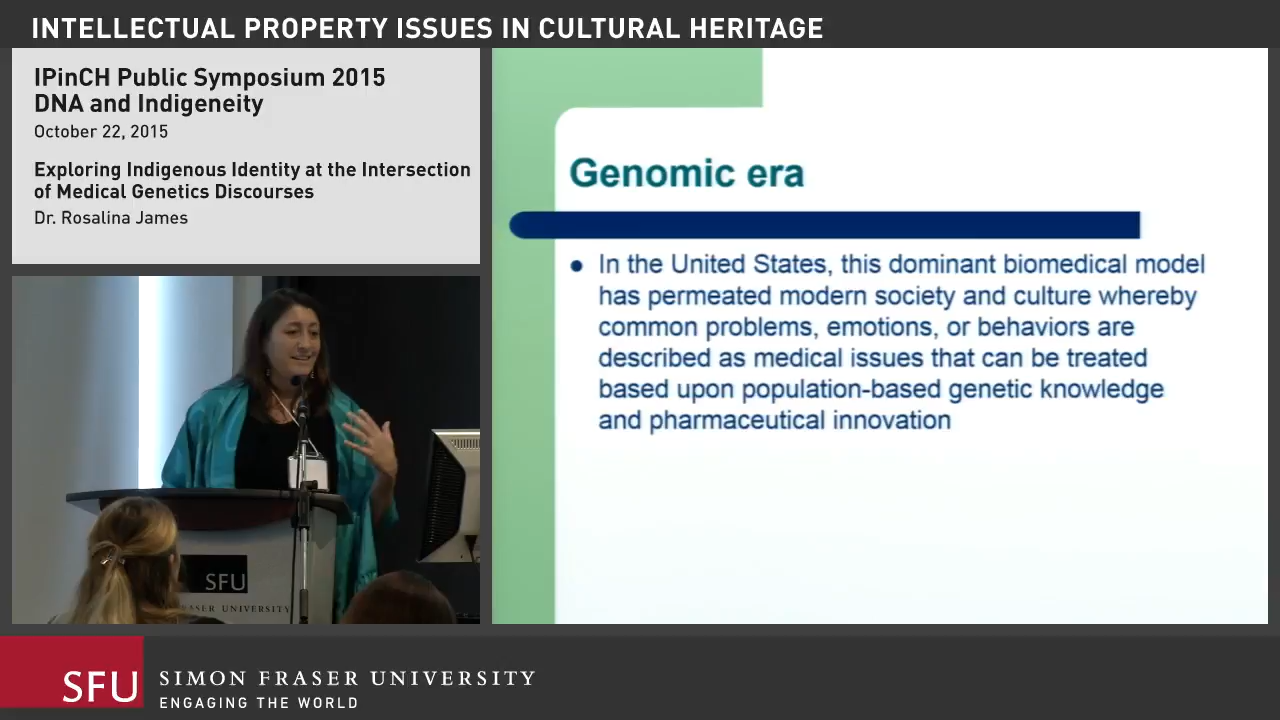 INTELLECTUAL PROPERTY ISSUES IN CULTURAL HERITAGE
IPinCH Public Symposium 2015
DNA and Indigeneity
October 22, 2015
Exploring Indigenous Identity at the Intersection
of Medical Genetics Discourses
Dr. Rosalina James
Genomic era
• In the United States, this dominant biomedical model
has permeated modern society and culture whereby
common problems, emotions, or behaviors are
described as medical issues that can be treated
based upon population-based genetic knowledge
and pharmaceutical innovation
SFU
FRASER UNIVERSITY
SFU
SIMON FRASER UNIVERSITY
ENGAGING THE WORLD